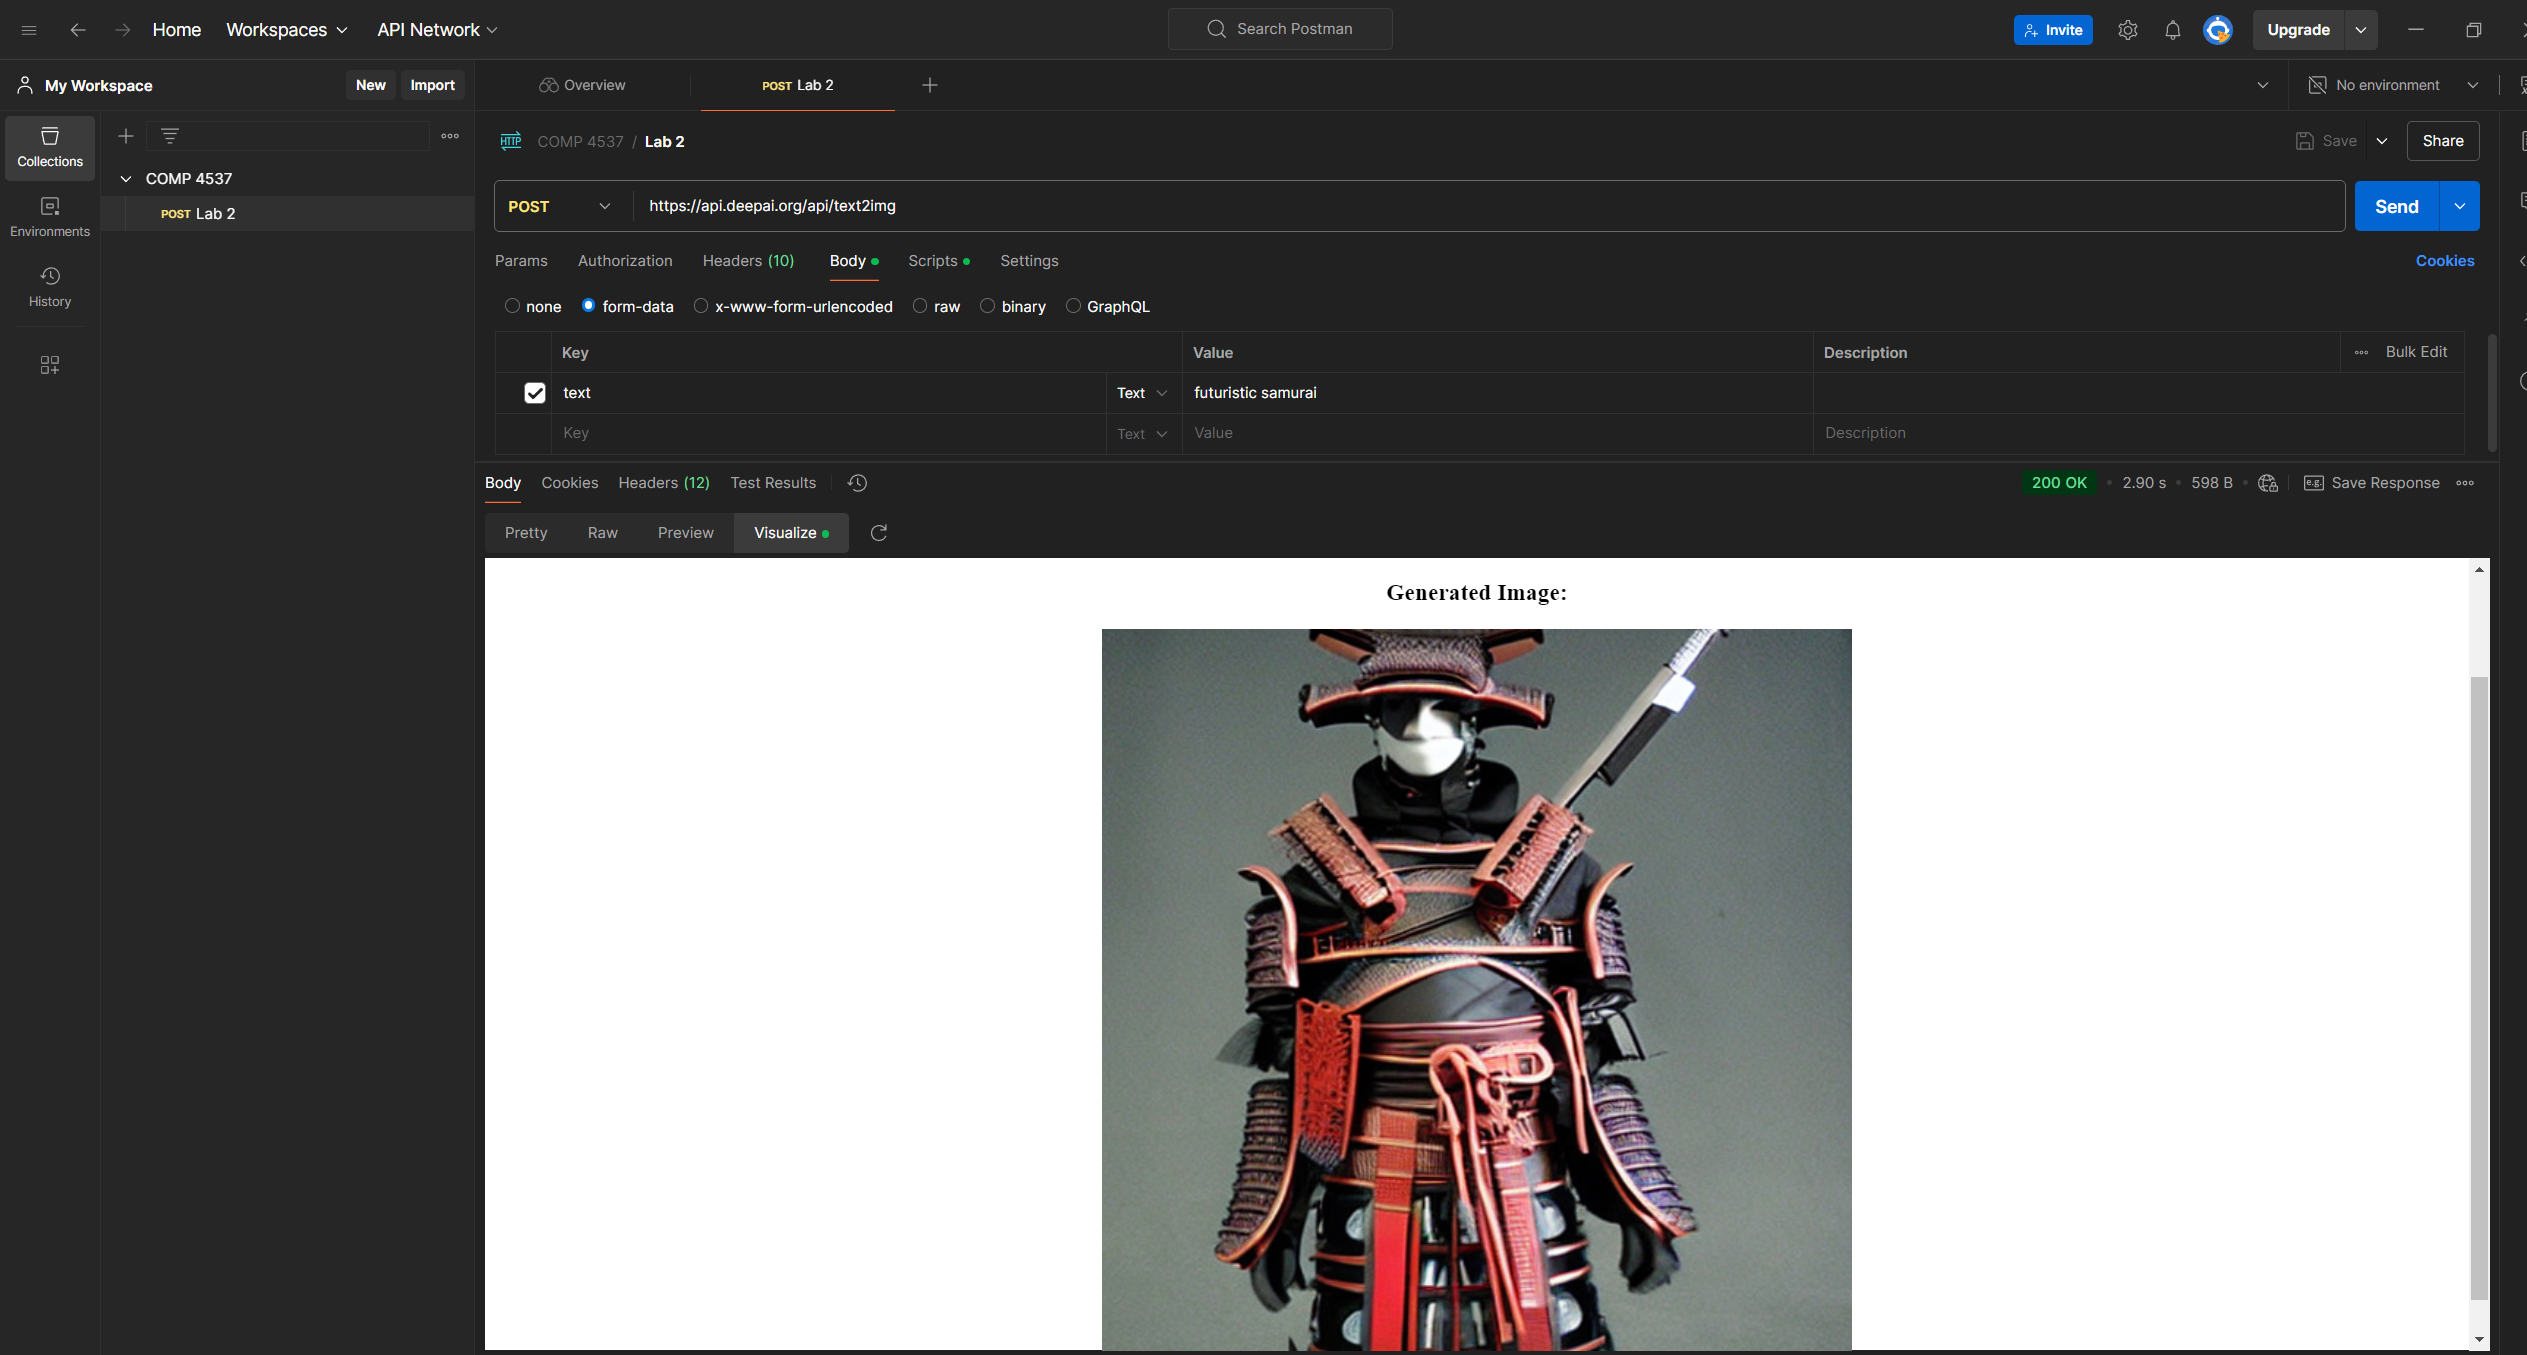 Home Workspaces API Network Search Postman Invite Upgrade
My Workspace New Import Overview POST Lab 2 No environment
Collections
COMP 4537
POST Lab 2
Environments
History
HTTP COMP 4537 / Lab 2 Save Share
POST https://api.deepai.org/api/text2img Send
Params Authorization Headers (10) Body Scripts Settings Cookies
none form-data x-www-form-urlencoded raw binary GraphQL
Key Value Description Bulk Edit
text Text futuristic samurai
Key Text Value Description
Body Cookies Headers (12) Test Results 200 OK 2.90 s 598 B e.g. Save Response
Pretty Raw Preview Visualize
Generated Image: